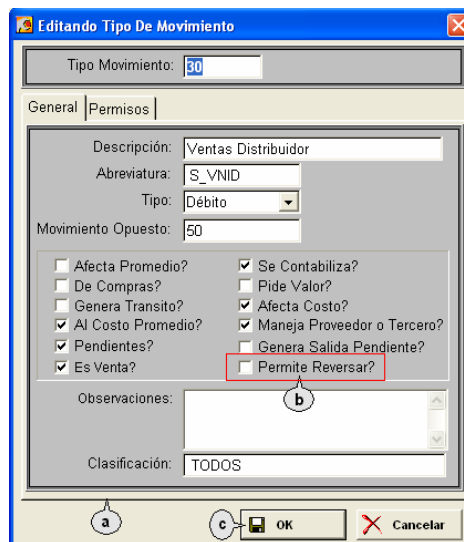 Editando Tipo De Movimiento
Tipo Movimiento: 30
General Permisos
Descripción: Ventas Distribuidor
Abreviatura: S_VNID
Tipo: Débito
Movimiento Opuesto: 50
Afecta Promedio? Se Contabiliza?
De Compras? Pide Valor?
Genera Transito? Afecta Costo?
Al Costo Promedio? Maneja Proveedor o Tercero?
Pendientes? Genera Salida Pendiente?
Es Venta? Permite Reversar?
Observaciones: b
Clasificación: TODOS
a c OK Cancelar